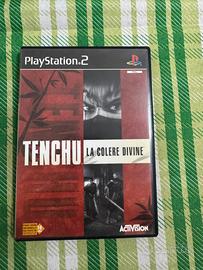 PlayStation 2
TENCHU
LA COLERE DIVINE
ACTIVISION